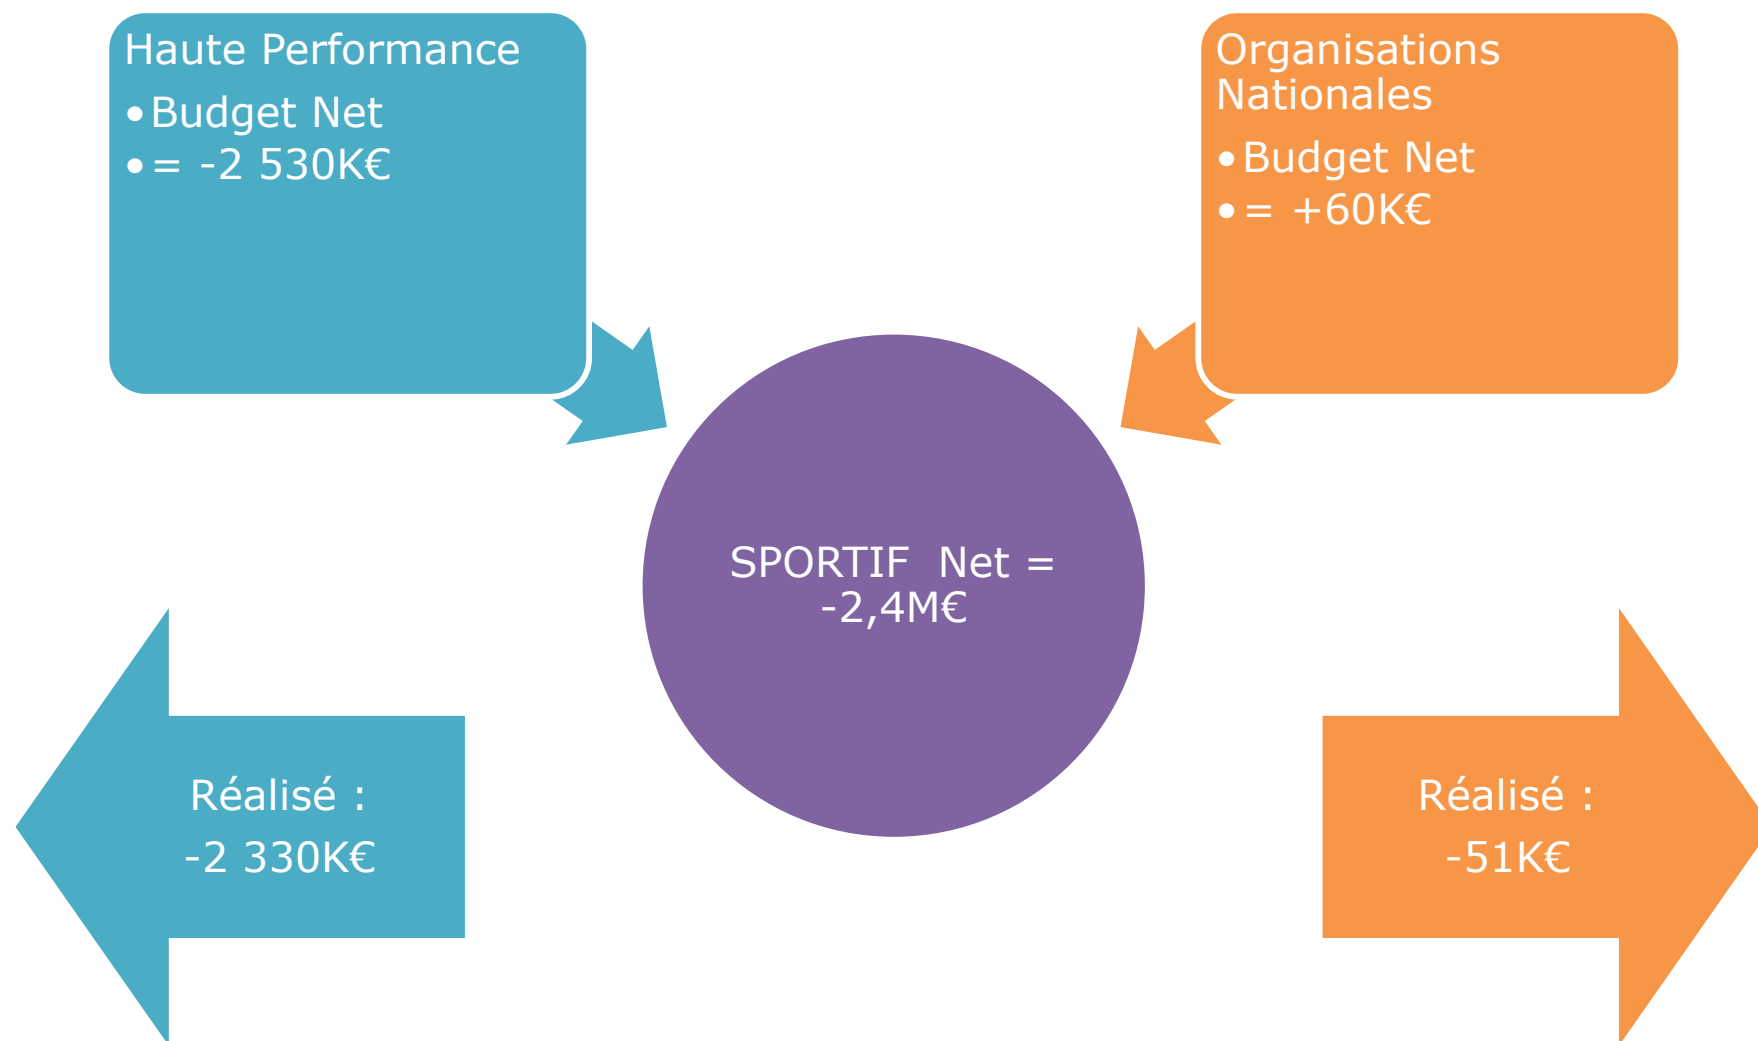 Haute Performance
•Budget Net
•= -2 530K€
Organisations
Nationales
•Budget Net
•= +60K€
SPORTIF  Net =
-2,4M€
Réalisé :
-2 330K€
Réalisé :
-51K€